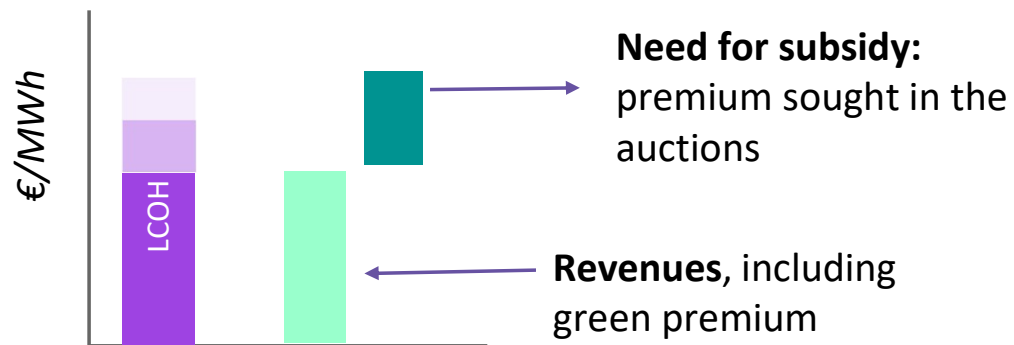 €/MWh
LCOH
Need for subsidy:
premium sought in the
auctions
Revenues, including
green premium